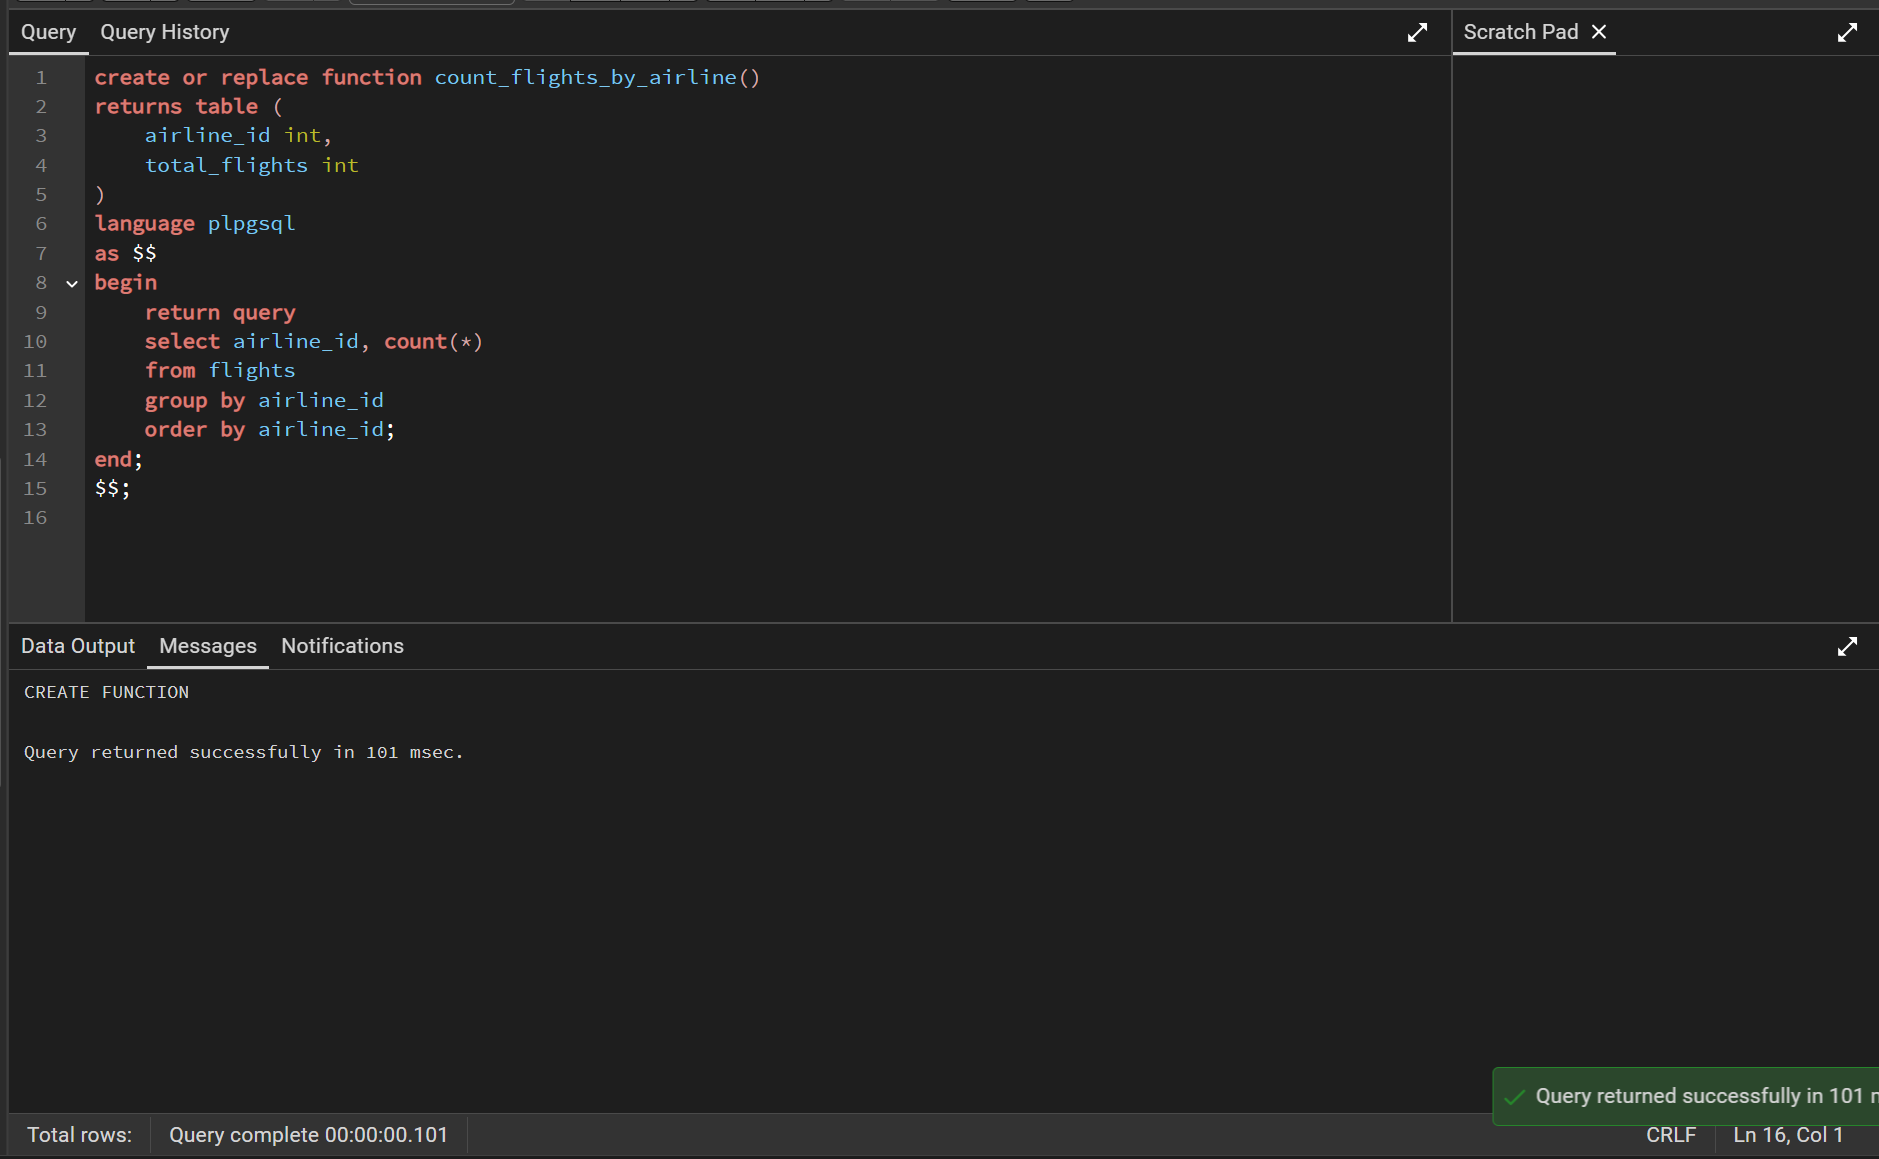 Query Query History
Scratch Pad
1 create or replace function count_flights_by_airline()
2 returns table (
3     airline_id int,
4     total_flights int
5 )
6 language plpgsql
7 as $$
8 begin
9     return query
10     select airline_id, count(*)
11     from flights
12     group by airline_id
13     order by airline_id;
14 end;
15 $$;
16
Data Output Messages Notifications
CREATE FUNCTION
Query returned successfully in 101 msec.
Query returned successfully in 101
Total rows: Query complete 00:00:00.101 CRLF Ln 16, Col 1